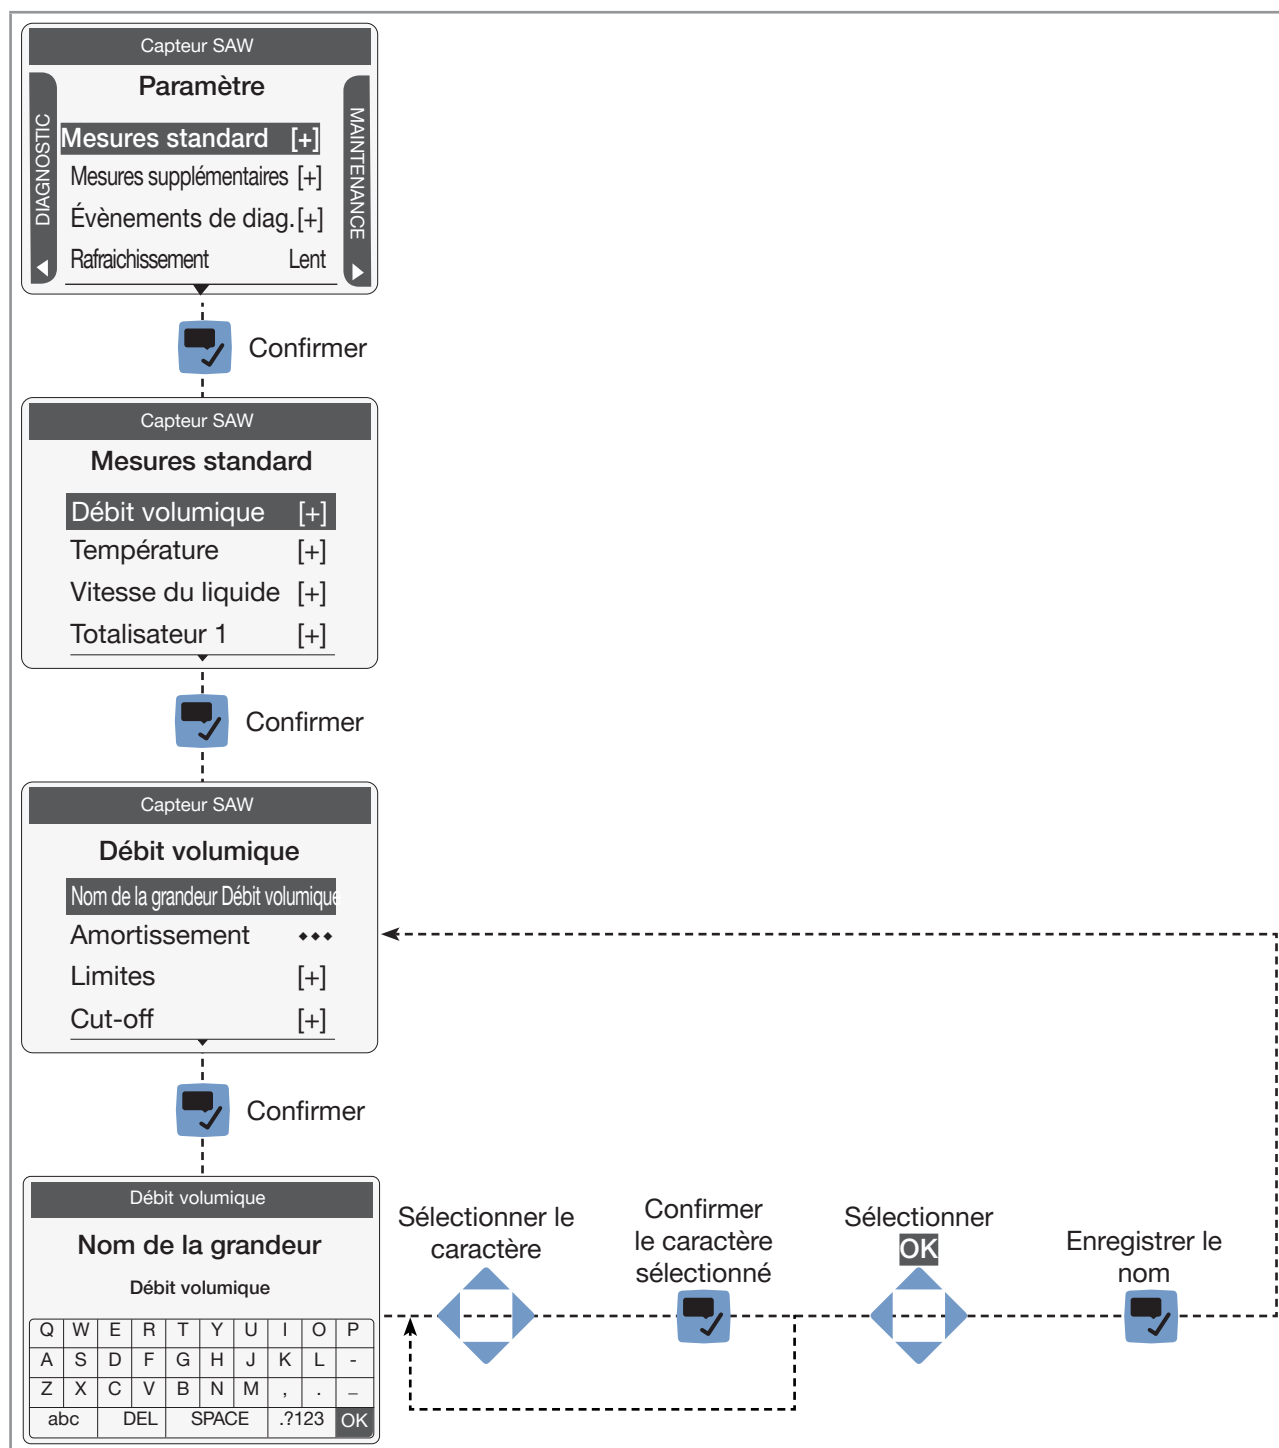 Capteur SAW
Paramètre
DIAGNOSTIC
MAINTENANCE
Mesures standard [+]
Mesures supplémentaires [+]
Évènements de diag.[+]
Rafraichissement Lent
Confirmer
Capteur SAW
Mesures standard
Débit volumique [+]
Température [+]
Vitesse du liquide [+]
Totalisateur 1 [+]
Confirmer
Capteur SAW
Débit volumique
Nom de la grandeur Débit volumique
Amortissement
Limites [+]
Cut-off [+]
Confirmer
Débit volumique
Nom de la grandeur
Débit volumique
Q W E R T Y U I O P
A S D F G H J K L -
Z X C V B N M , . _
abc DEL SPACE .?123 OK
Sélectionner le
caractère
Confirmer
le caractère
sélectionné
Sélectionner
OK
Enregistrer le
nom